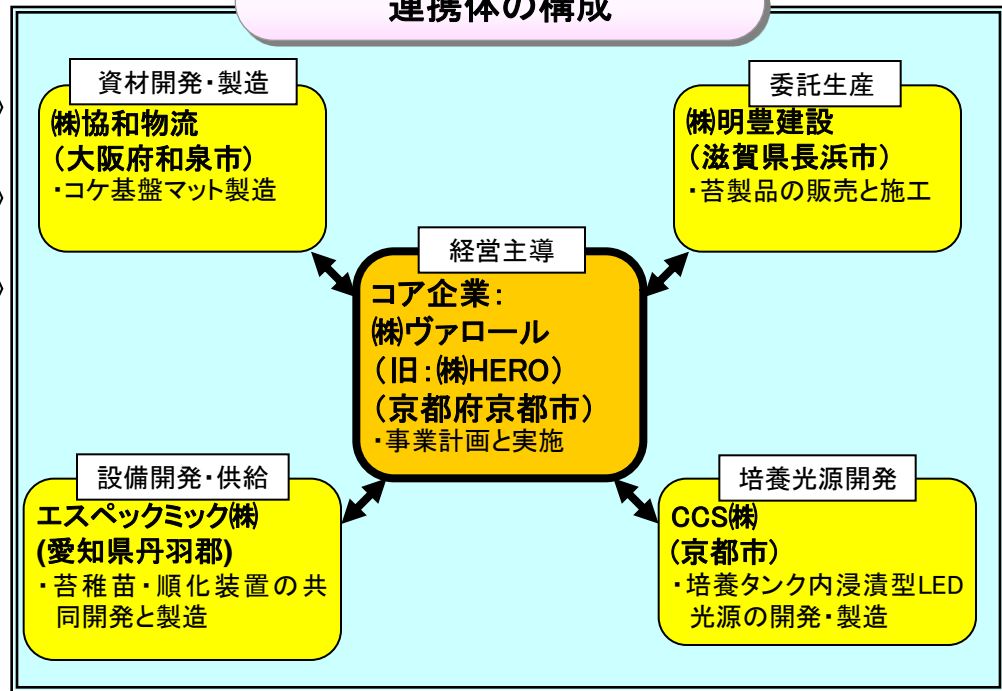 連携体の構成
資材開発・製造
㈱協和物流
（大阪府和泉市）
・コケ基盤マット製造
委託生産
㈱明豊建設
（滋賀県長浜市）
・苔製品の販売と施工
経営主導
コア企業：
㈱ヴァロール
（旧：㈱HERO）
（京都府京都市）
・事業計画と実施
設備開発・供給
エスペックミック㈱
(愛知県丹羽郡)
・苔稚苗・順化装置の共
同開発と製造
培養光源開発
CCS㈱
（京都市）
・培養タンク内浸漬型LED
光源の開発・製造